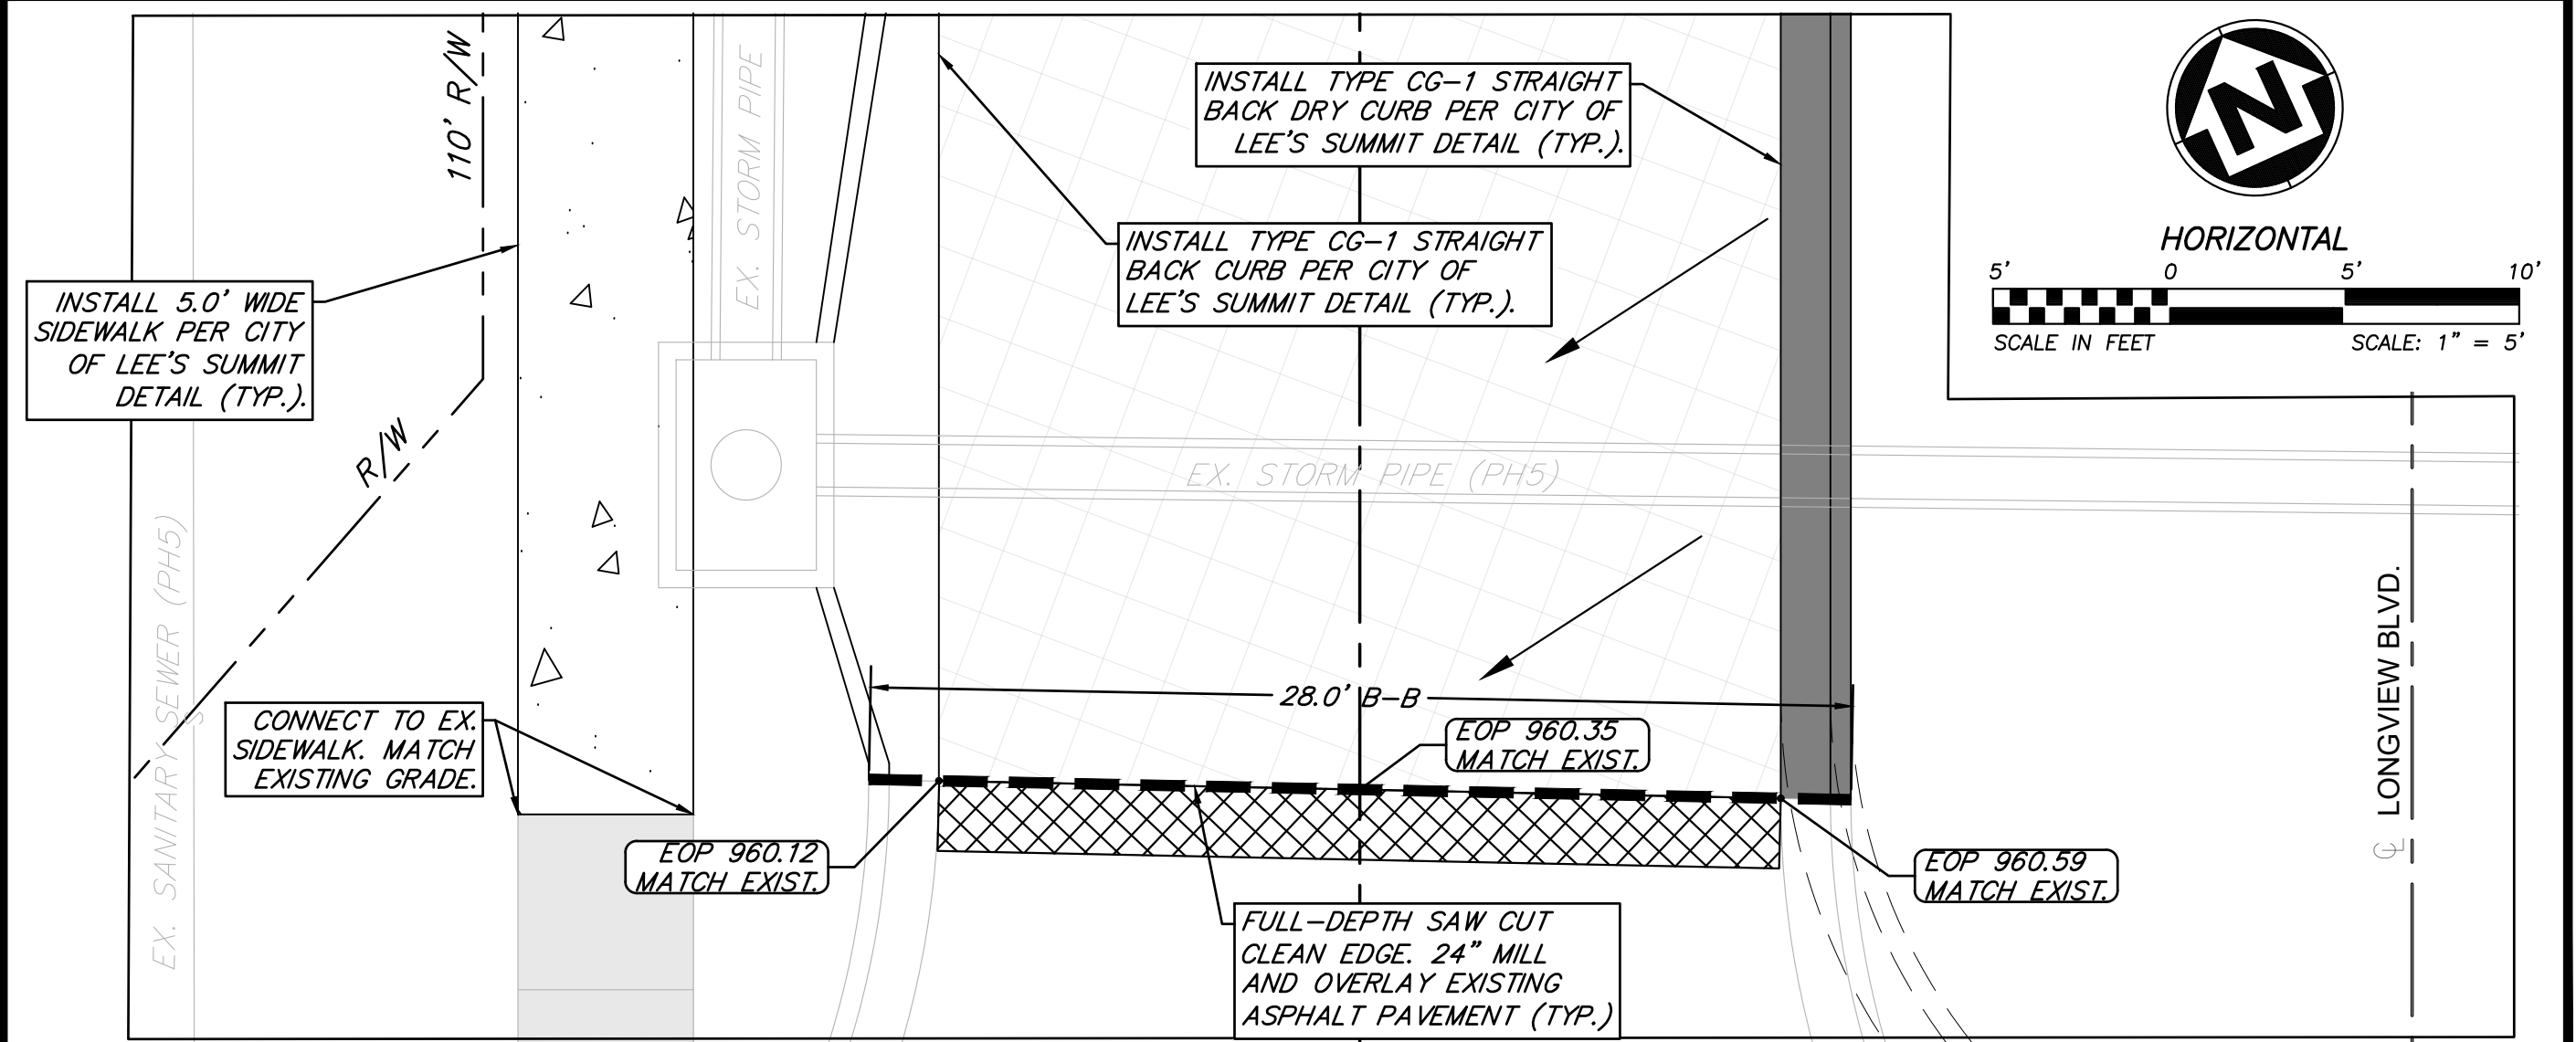 110' R/W
EX. STORM PIPE
INSTALL TYPE CG-1 STRAIGHT
BACK DRY CURB PER CITY OF
LEE'S SUMMIT DETAIL (TYP.).
N
HORIZONTAL
5' 0 5' 10'
SCALE IN FEET SCALE: 1" = 5'
INSTALL TYPE CG-1 STRAIGHT
BACK CURB PER CITY OF
LEE'S SUMMIT DETAIL (TYP.).
INSTALL 5.0' WIDE
SIDEWALK PER CITY
OF LEE'S SUMMIT
DETAIL (TYP.).
R/W
EX. STORM PIPE (PH5)
EX. SANITARY SEWER (PH5)
S
CONNECT TO EX.
SIDEWALK. MATCH
EXISTING GRADE.
28.0' B-B
EOP 960.35
MATCH EXIST.
EOP 960.12
MATCH EXIST.
EOP 960.59
MATCH EXIST.
FULL-DEPTH SAW CUT
CLEAN EDGE. 24" MILL
AND OVERLAY EXISTING
ASPHALT PAVEMENT (TYP.)
℄ LONGVIEW BLVD.